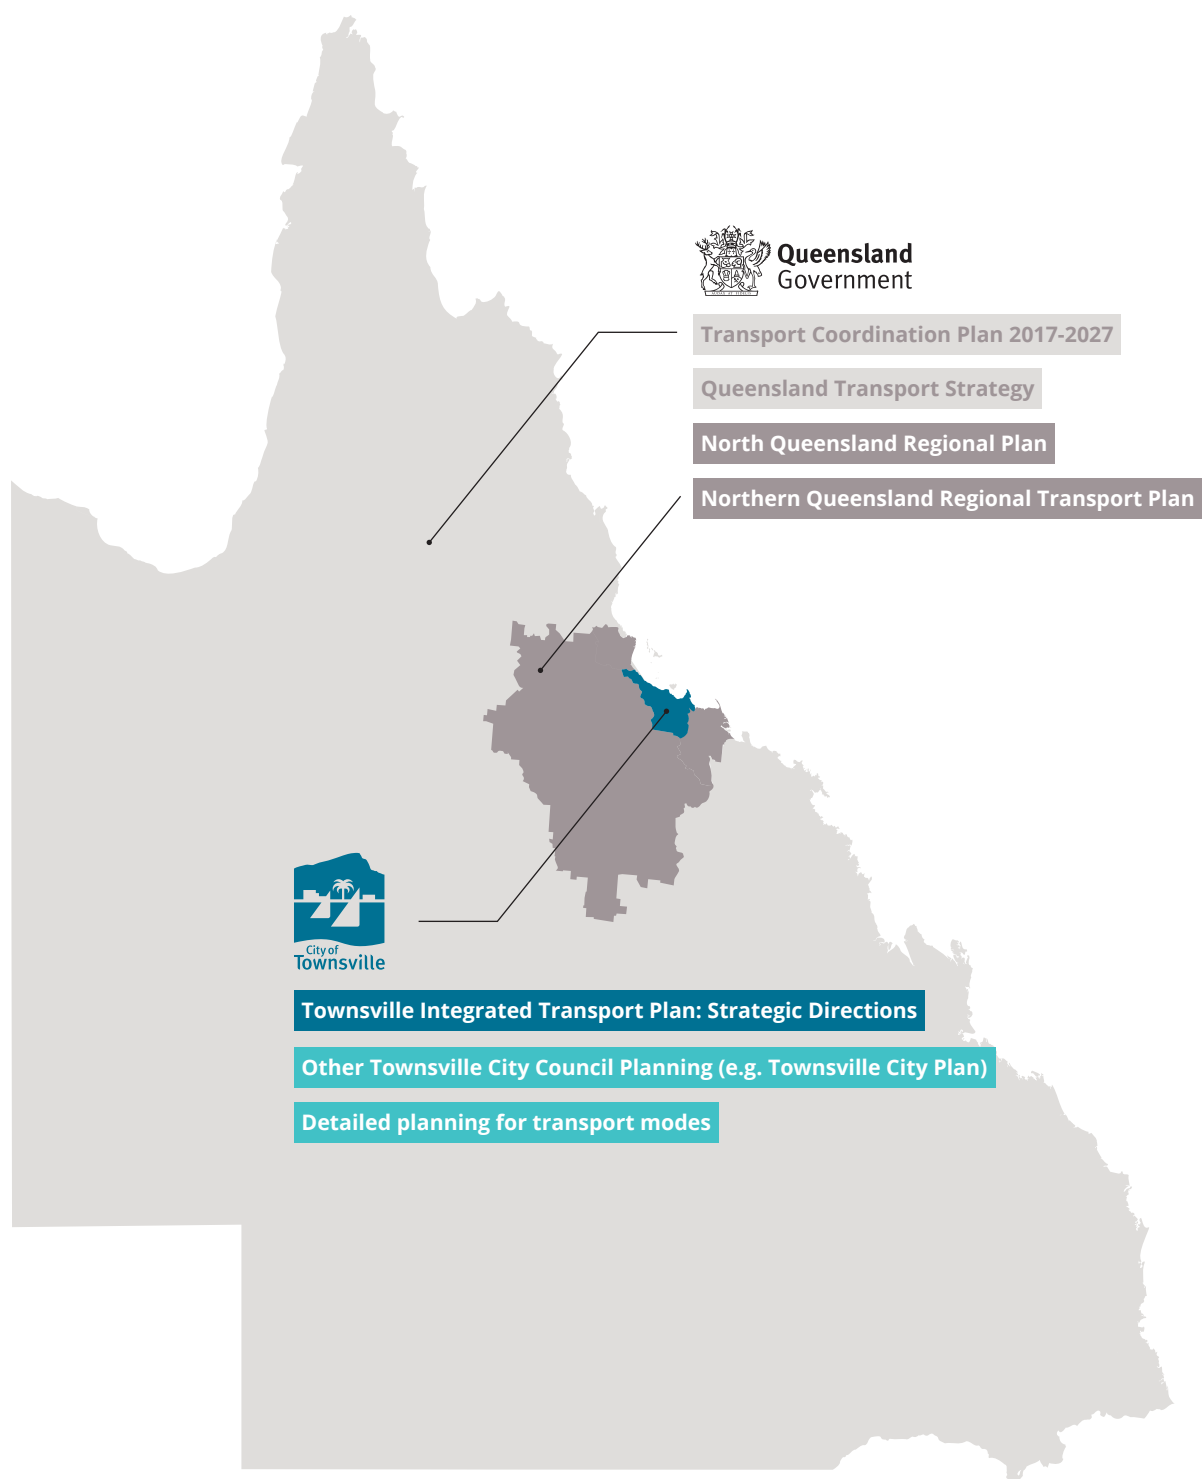 Queensland
Government
Transport Coordination Plan 2017-2027
Queensland Transport Strategy
North Queensland Regional Plan
Northern Queensland Regional Transport Plan
City of
Townsville
Townsville Integrated Transport Plan: Strategic Directions
Other Townsville City Council Planning (e.g. Townsville City Plan)
Detailed planning for transport modes